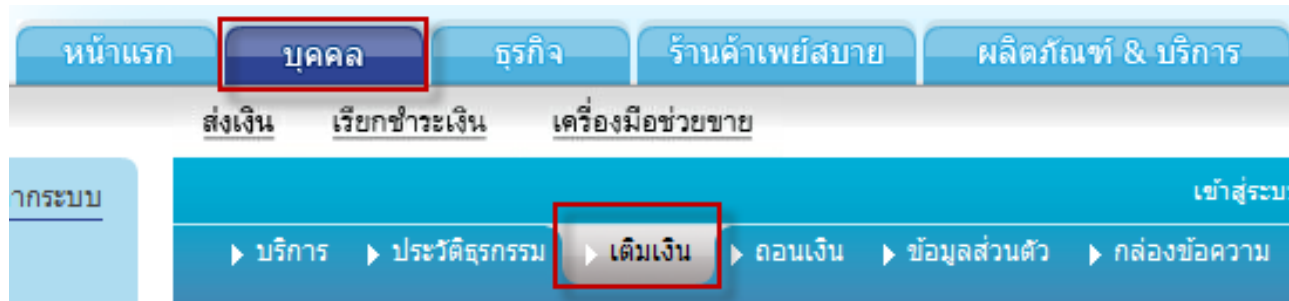 หน้าแรก บุคคล ธุรกิจ ร้านค้าเพย์สบาย ผลิตภัณฑ์ & บริการ
ส่งเงิน เรียกชำระเงิน เครื่องมือช่วยขาย
ากระบบ
เข้าสู่ระบ
บริการ ประวัติธุรกรรม เติมเงิน ถอนเงิน ข้อมูลส่วนตัว กล่องข้อความ